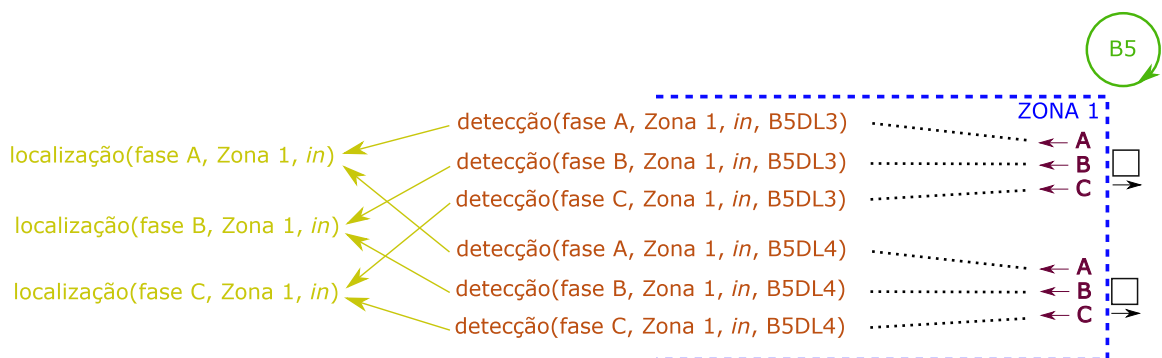 B5
ZONA 1
detecção(fase A, Zona 1, in, B5DL3)
A
localização(fase A, Zona 1, in)
detecção(fase B, Zona 1, in, B5DL3)
B
detecção(fase C, Zona 1, in, B5DL3)
C
localização(fase B, Zona 1, in)
detecção(fase A, Zona 1, in, B5DL4)
A
localização(fase C, Zona 1, in)
detecção(fase B, Zona 1, in, B5DL4)
B
detecção(fase C, Zona 1, in, B5DL4)
C